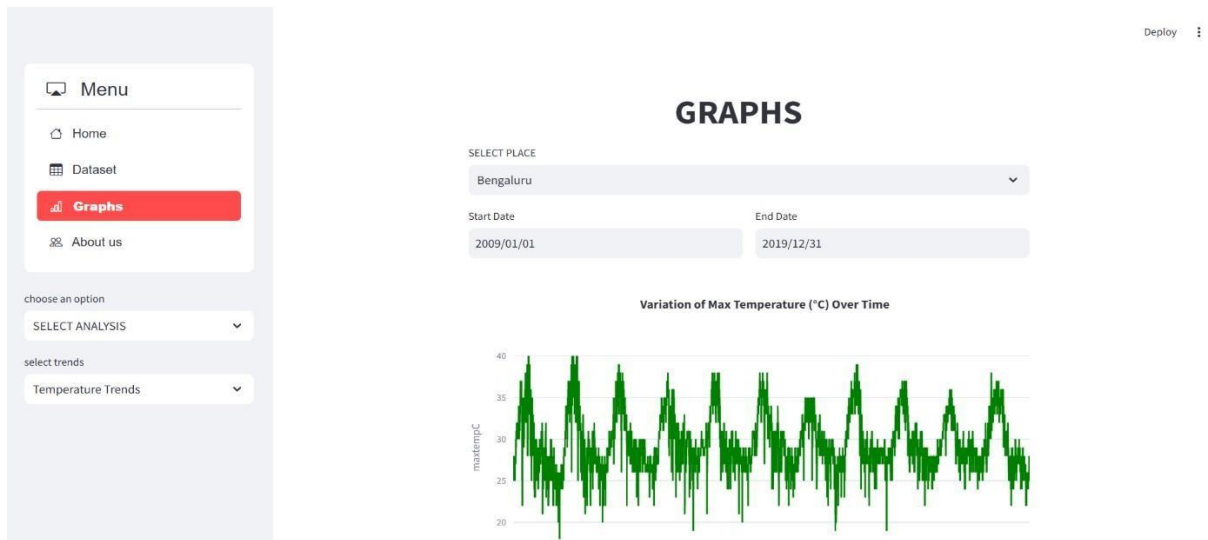 Deploy
Menu
Home
Dataset
Graphs
About us
choose an option
SELECT ANALYSIS
select trends
Temperature Trends
GRAPHS
SELECT PLACE
Bengaluru
Start Date
End Date
2009/01/01
2019/12/31
Variation of Max Temperature (°C) Over Time
40
35
30
25
20
maxtempC